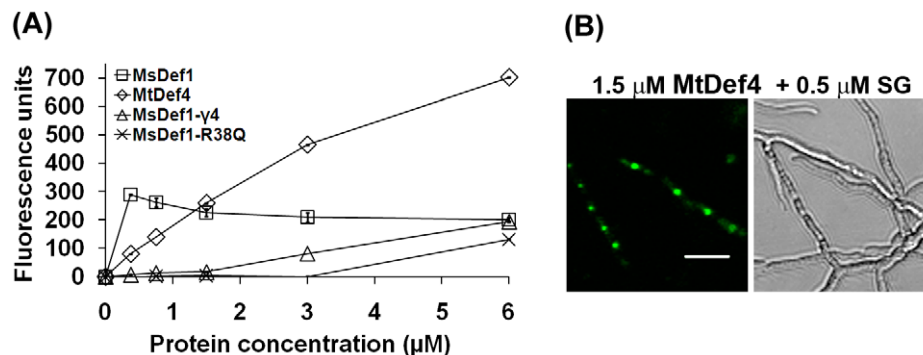 (A)
Fluorescence units
700
600
500
400
300
200
100
0
MsDef1
MtDef4
MsDef1-γ4
MsDef1-R38Q
0 1 2 3 4 5 6
Protein concentration (µM)
(B)
1.5 µM MtDef4 + 0.5 µM SG